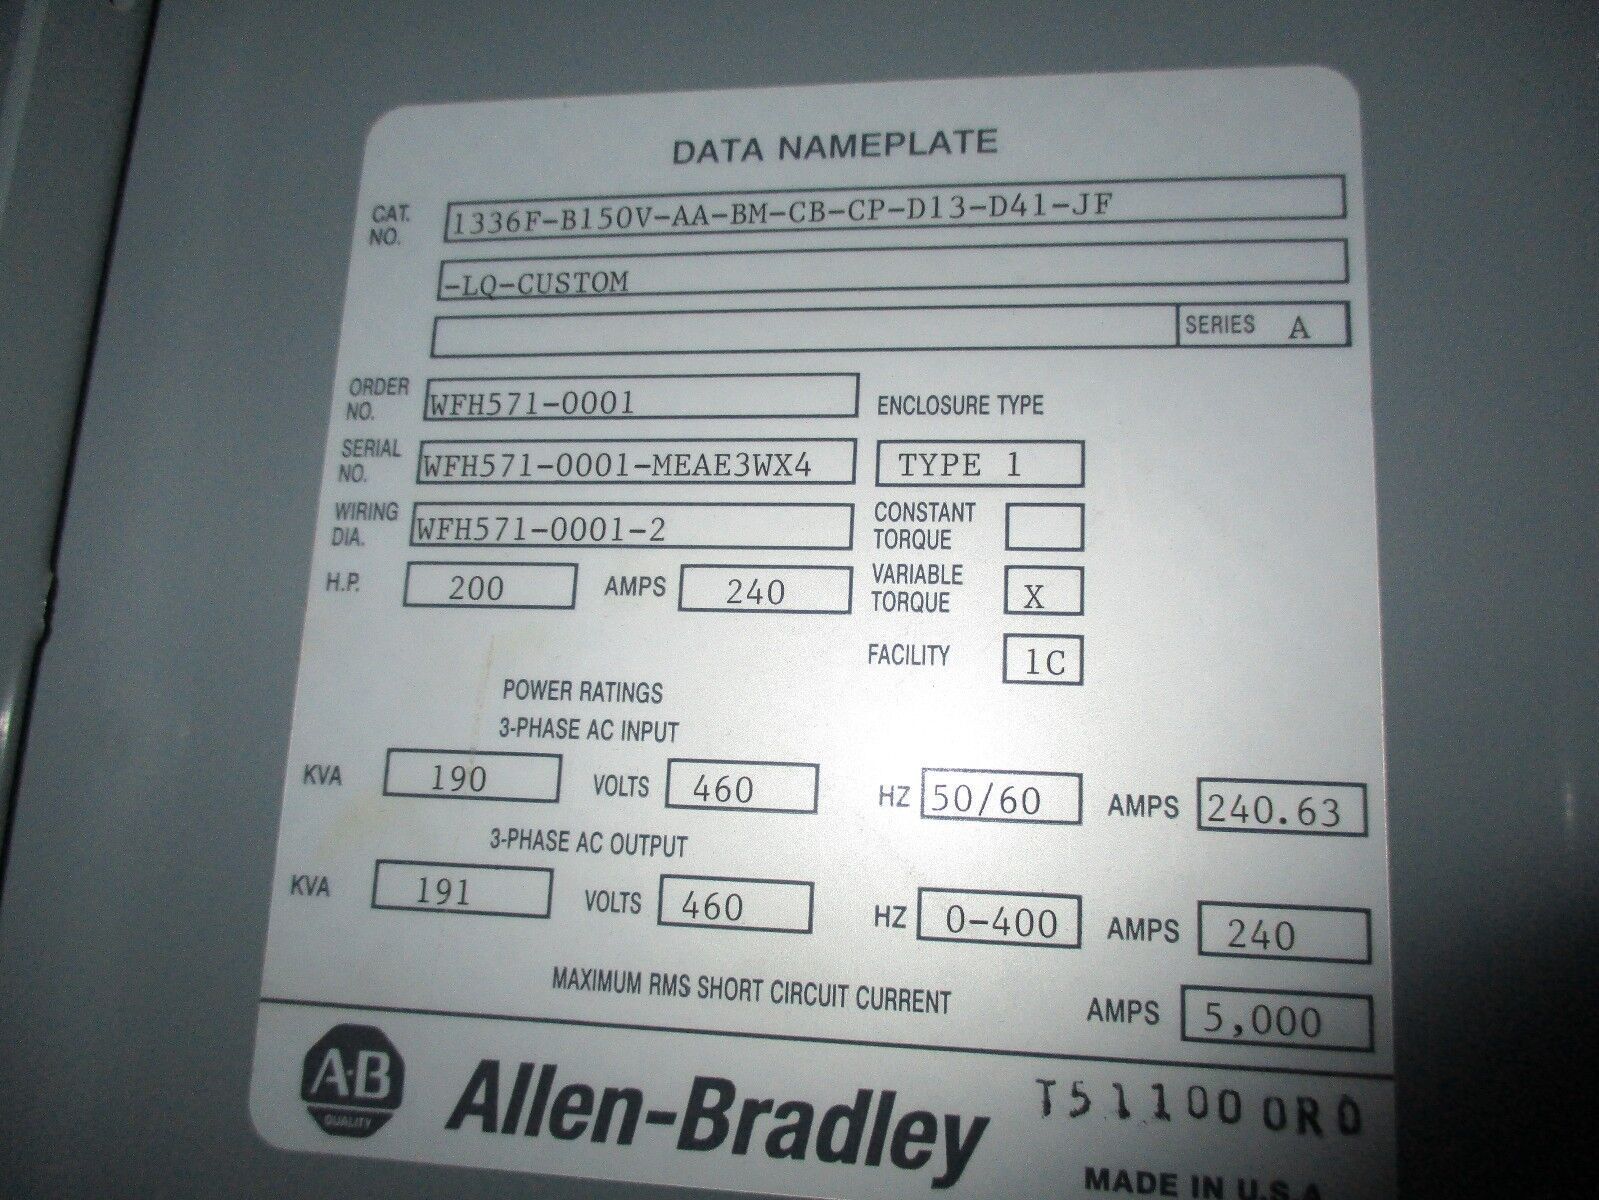 DATA NAMEPLATE
CAT. NO. 1336F-B150V-AA-BM-CB-CP-D13-D41-JF
-LQ-CUSTOM
SERIES A
ORDER NO. WFH571-0001 ENCLOSURE TYPE
SERIAL NO. WFH571-0001-MEAE3WX4 TYPE 1
WIRING DIA. WFH571-0001-2 CONSTANT TORQUE
H.P. 200 AMPS 240 VARIABLE TORQUE X
FACILITY 1C
POWER RATINGS
3-PHASE AC INPUT
KVA 190 VOLTS 460 HZ 50/60 AMPS 240.63
3-PHASE AC OUTPUT
KVA 191 VOLTS 460 HZ 0-400 AMPS 240
MAXIMUM RMS SHORT CIRCUIT CURRENT AMPS 5,000
A-B QUALITY
Allen-Bradley T511000R0
MADE IN U.S.A